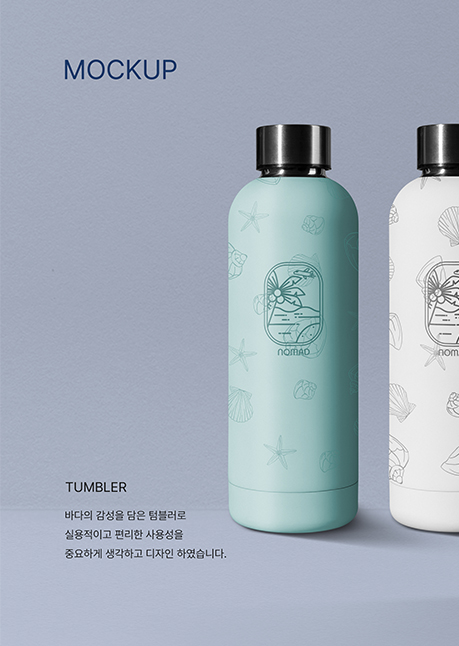 MOCKUP
NOMAD
NOMA
TUMBLER
바다의 감성을 담은 텀블러로
실용적이고 편리한 사용성을
중요하게 생각하고 디자인 하였습니다.